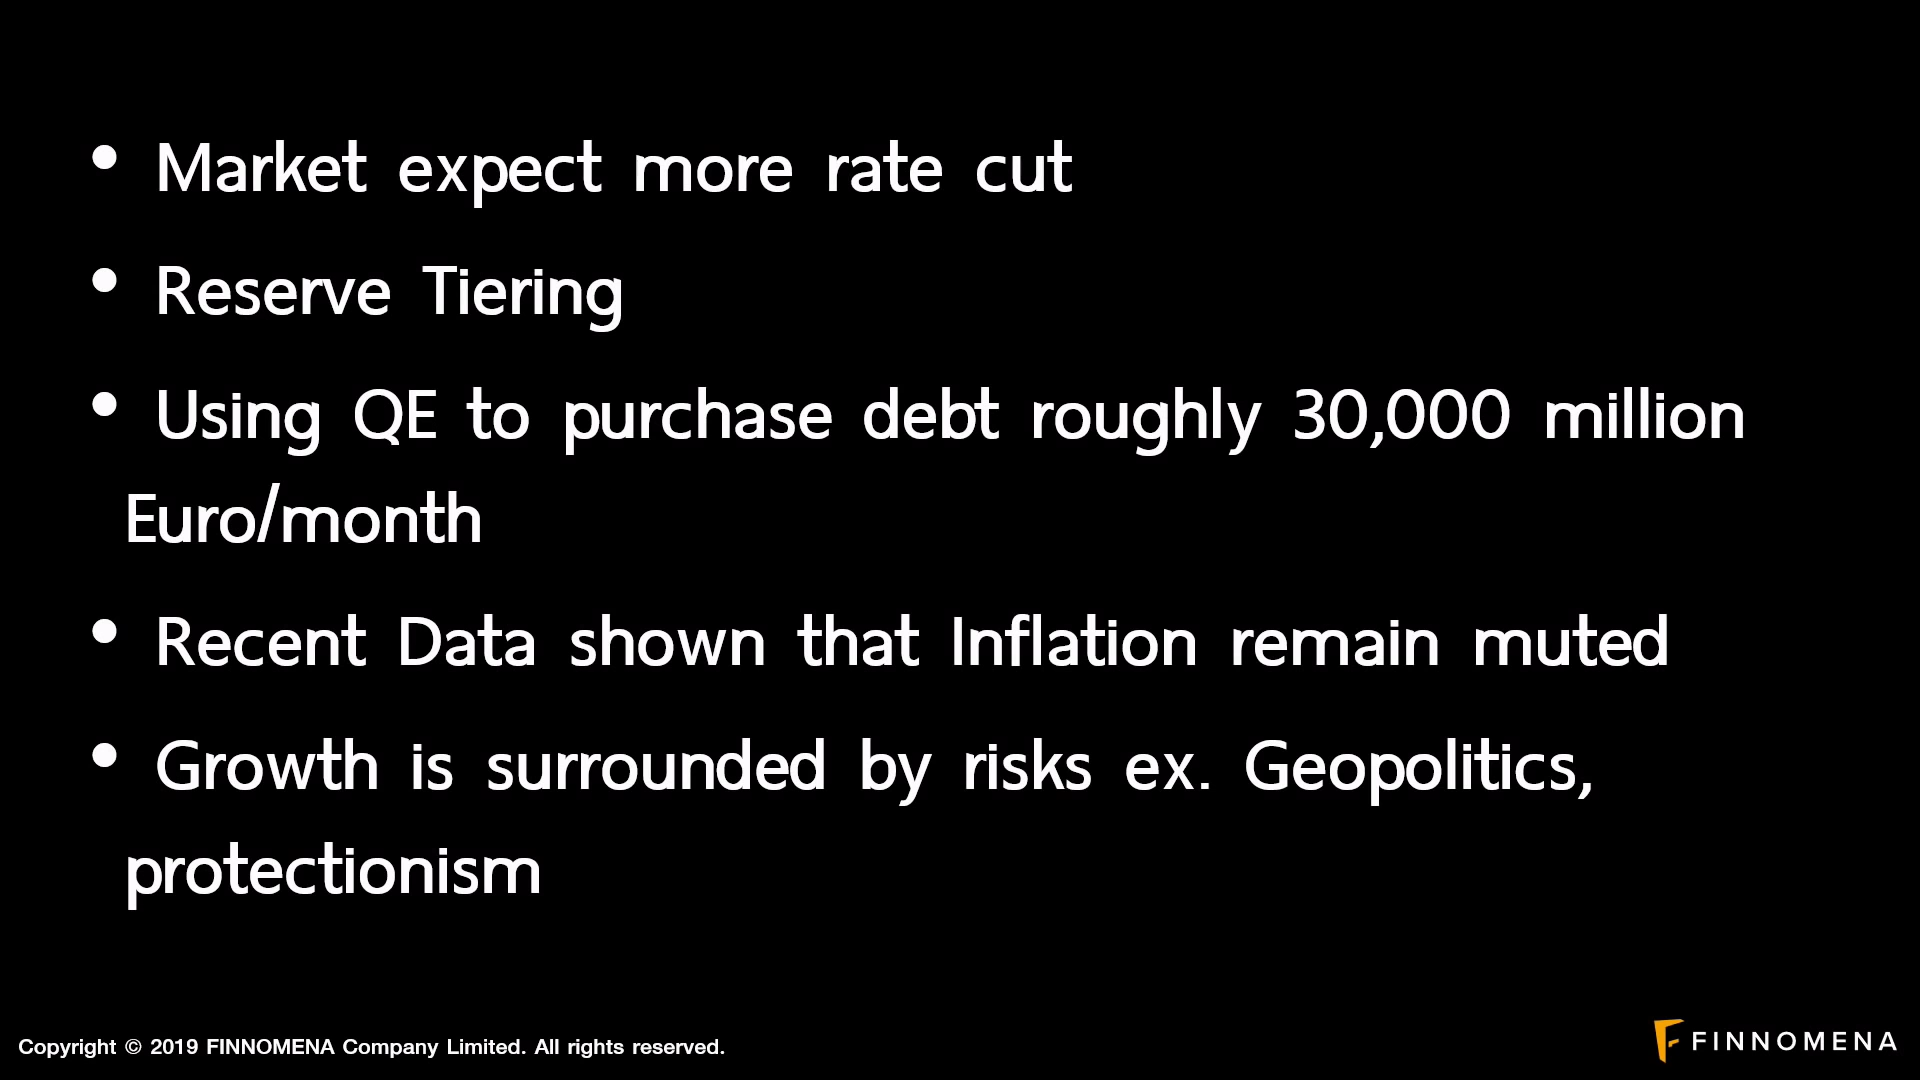 • Market expect more rate cut
• Reserve Tiering
• Using QE to purchase debt roughly 30,000 million
Euro/month
• Recent Data shown that Inflation remain muted
• Growth is surrounded by risks ex. Geopolitics,
protectionism
Copyright © 2019 FINNOMENA Company Limited. All rights reserved.
FINNOMENA